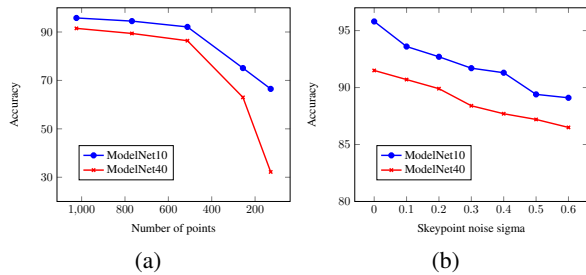 90
70
50
30
1,000 800 600 400 200
Accuracy
Number of points
ModelNet10
ModelNet40
(a)
95
90
85
80
0 0.1 0.2 0.3 0.4 0.5 0.6
Accuracy
Skeypoint noise sigma
ModelNet10
ModelNet40
(b)